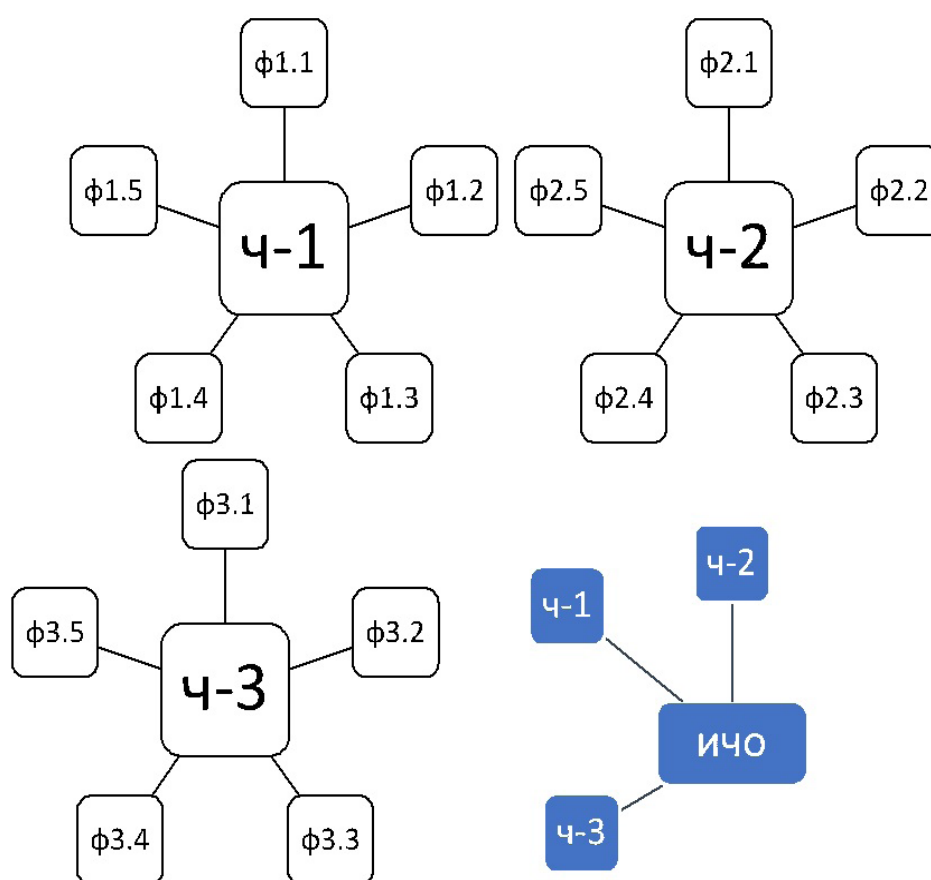 ф1.1
ф1.5
ф1.2
ч-1
ф1.4
ф1.3
ф2.1
ф2.5
ф2.2
ч-2
ф2.4
ф2.3
ф3.1
ф3.5
ф3.2
ч-3
ф3.4
ф3.3
ч-2
ч-1
ИЧО
ч-3